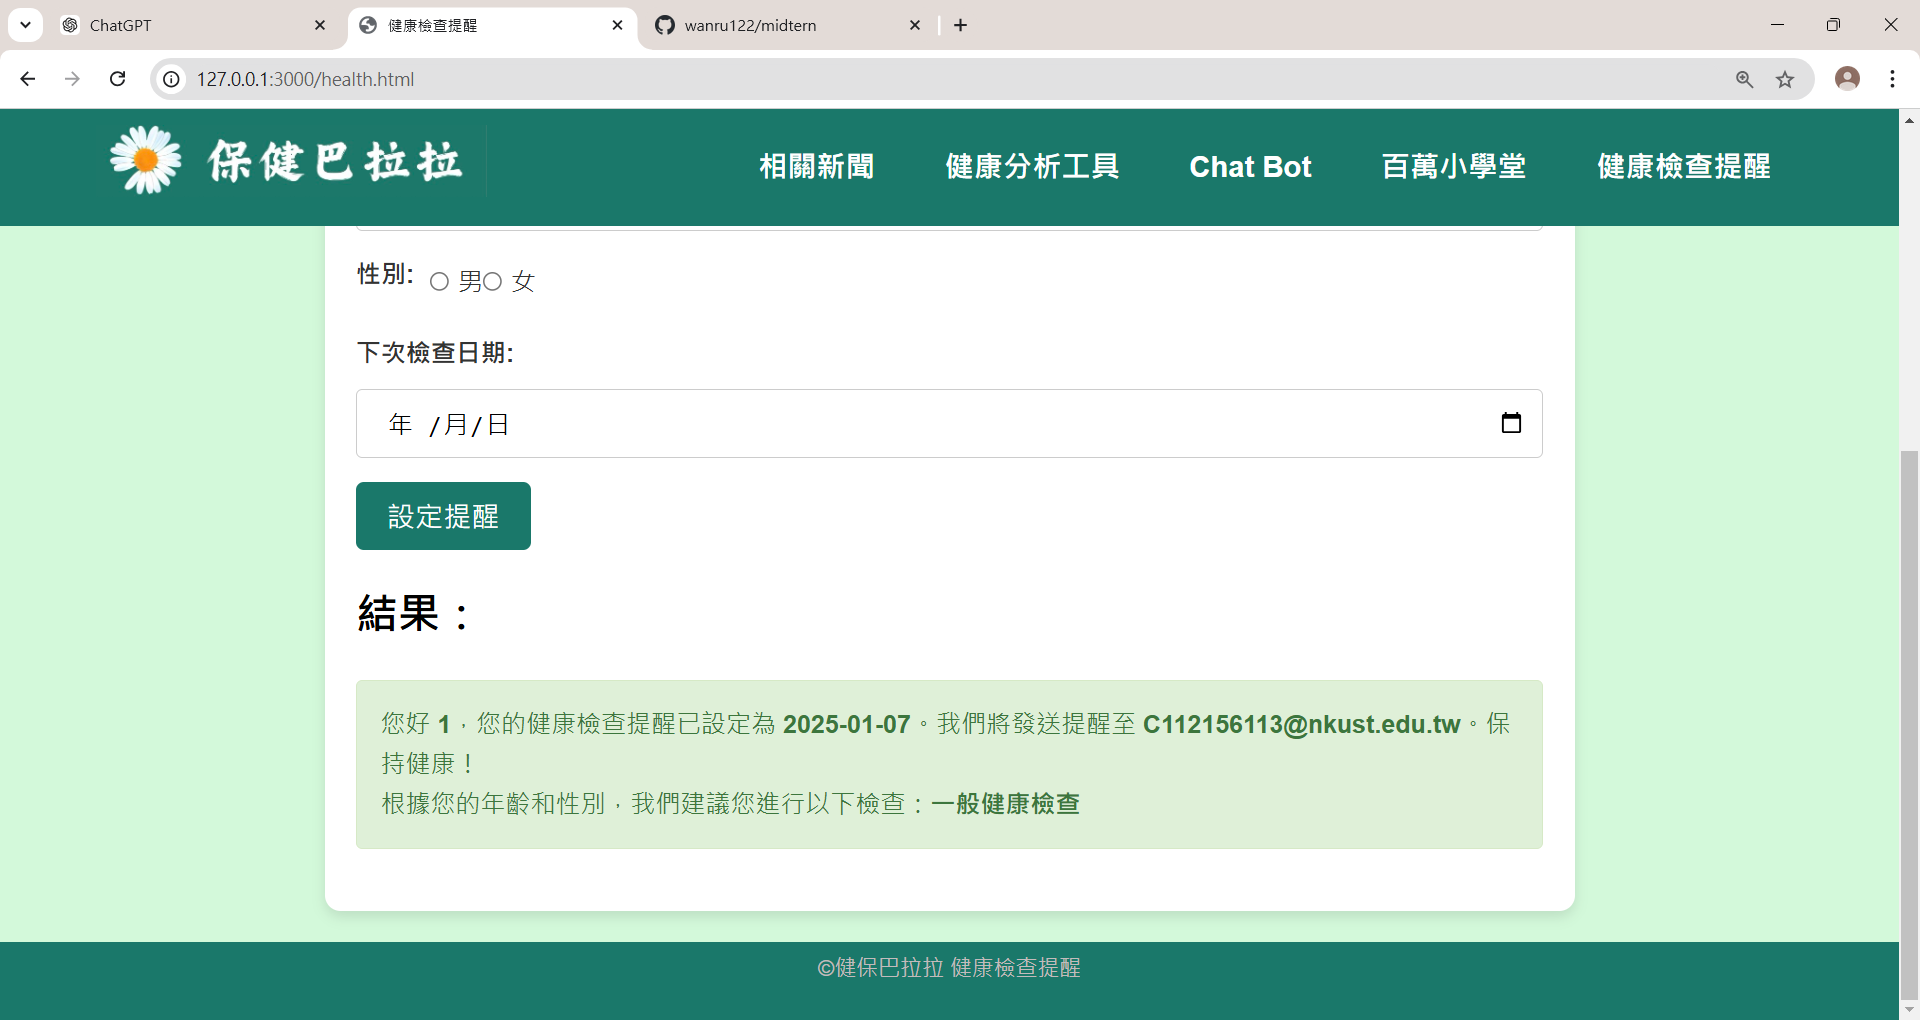 ChatGPT
健康檢查提醒
wanru122/midtern
127.0.0.1:3000/health.html
保健巴拉拉
相關新聞
健康分析工具
Chat Bot
百萬小學堂
健康檢查提醒
性別: 男 女
下次檢查日期:
年 /月/日
設定提醒
結果：
您好 1，您的健康檢查提醒已設定為 2025-01-07。我們將發送提醒至 C112156113@nkust.edu.tw。保
持健康！
根據您的年齡和性別，我們建議您進行以下檢查：一般健康檢查
©健保巴拉拉 健康檢查提醒